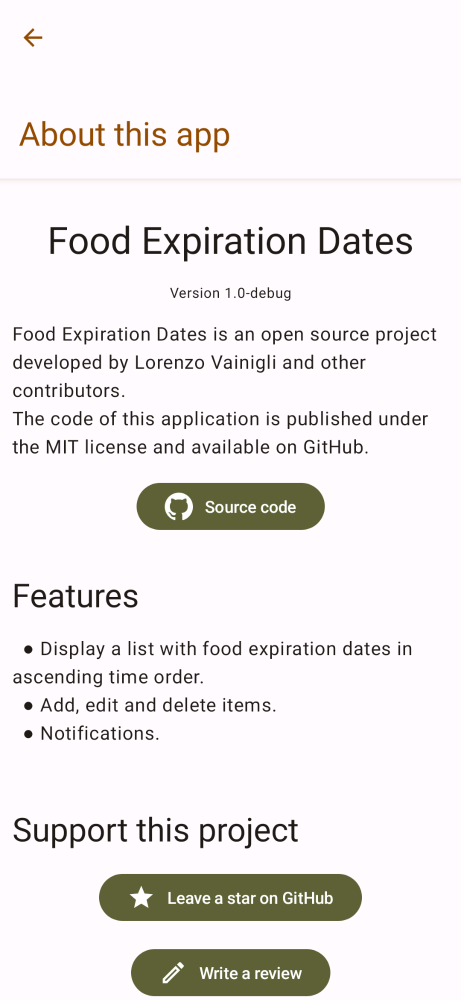 About this app
Food Expiration Dates
Version 1.0-debug
Food Expiration Dates is an open source project
developed by Lorenzo Vainigli and other
contributors.
The code of this application is published under
the MIT license and available on GitHub.
Source code
Features
● Display a list with food expiration dates in
ascending time order.
● Add, edit and delete items.
● Notifications.
Support this project
Leave a star on GitHub
Write a review